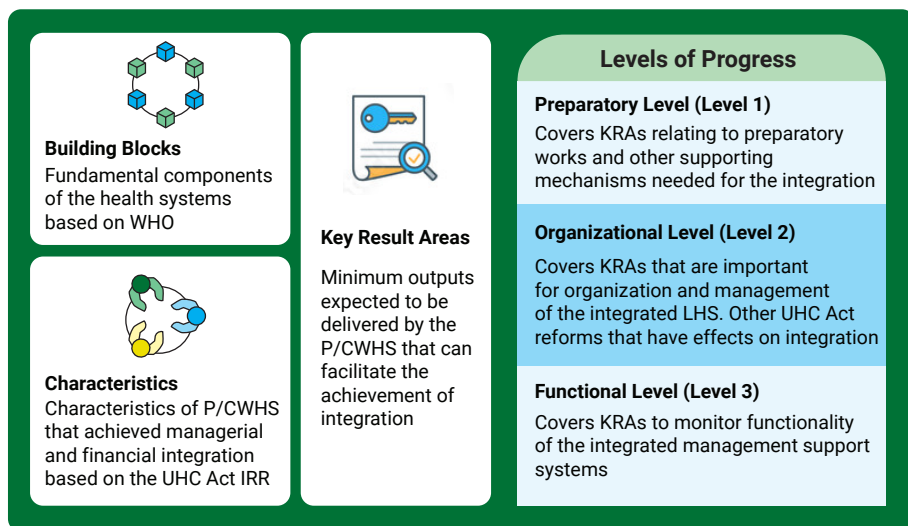 Building Blocks
Fundamental components
of the health systems
based on WHO
Characteristics
Characteristics of P/CWHS
that achieved managerial
and financial integration
based on the UHC Act IRR
Key Result Areas
Minimum outputs
expected to be
delivered by the
P/CWHS that can
facilitate the
achievement of
integration
Levels of Progress
Preparatory Level (Level 1)
Covers KRAs relating to preparatory
works and other supporting
mechanisms needed for the integration
Organizational Level (Level 2)
Covers KRAs that are important
for organization and management
of the integrated LHS. Other UHC Act
reforms that have effects on integration
Functional Level (Level 3)
Covers KRAs to monitor functionality
of the integrated management support
systems